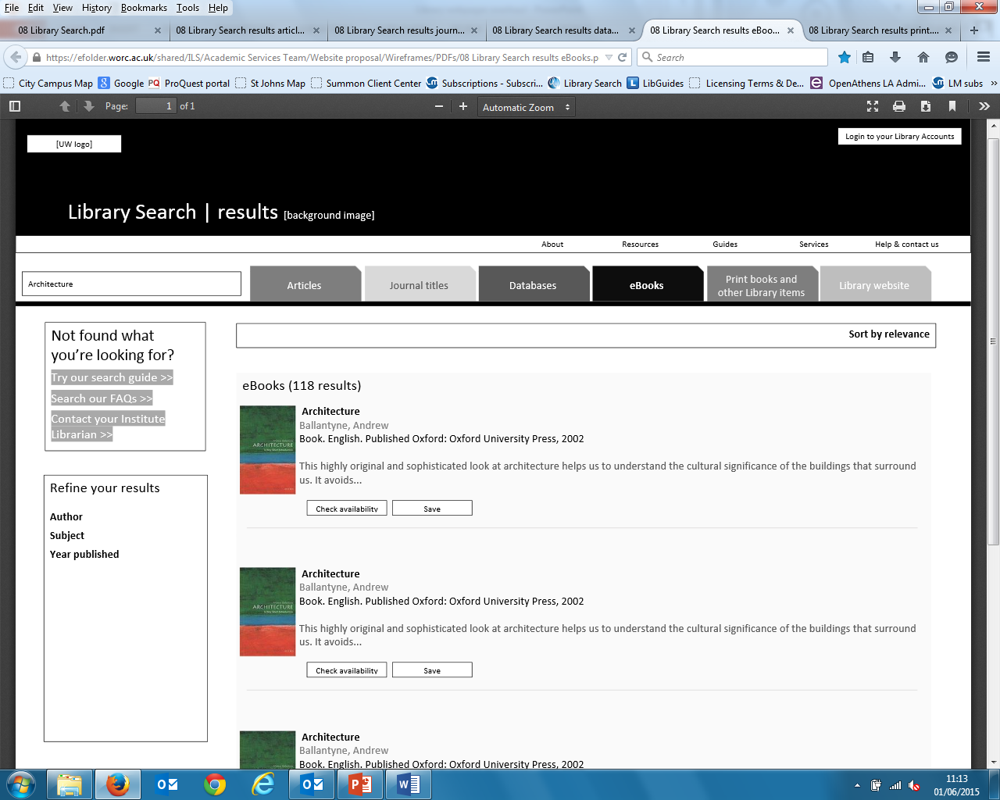 File Edit View History Bookmarks Tools Help
08 Library Search.pdf 08 Library Search results articl... 08 Library Search results journ... 08 Library Search results data... 08 Library Search results eBoo... 08 Library Search results print....
https://efolder.worc.ac.uk/shared/ILS/Academic Services Team/Website proposal/Wireframes/PDFs/08 Library Search results eBooks.p Search
City Campus Map Google ProQuest portal St Johns Map Summon Client Center Subscriptions - Subscri... Library Search LibGuides Licensing Terms & De... OpenAthens LA Admi... LM subs
Page: 1 of 1 Automatic Zoom
[UW logo] Login to your Library Accounts
Library Search | results [background image]
About Resources Guides Services Help & contact us
Architecture Articles Journal titles Databases eBooks Print books and other Library items Library website
Not found what
you're looking for?
Try our search guide >>
Search our FAQs >>
Contact your Institute
Librarian >>
Refine your results
Author
Subject
Year published
Sort by relevance
eBooks (118 results)
ARCHITECTURE
Architecture
Ballantyne, Andrew
Book. English. Published Oxford: Oxford University Press, 2002
This highly original and sophisticated look at architecture helps us to understand the cultural significance of the buildings that surround
us. It avoids...
Check availability Save
ARCHITECTURE
Architecture
Ballantyne, Andrew
Book. English. Published Oxford: Oxford University Press, 2002
This highly original and sophisticated look at architecture helps us to understand the cultural significance of the buildings that surround
us. It avoids...
Check availability Save
Architecture
Ballantyne, Andrew
Book. English. Published Oxford: Oxford University Press, 2002
11:13
01/06/2015